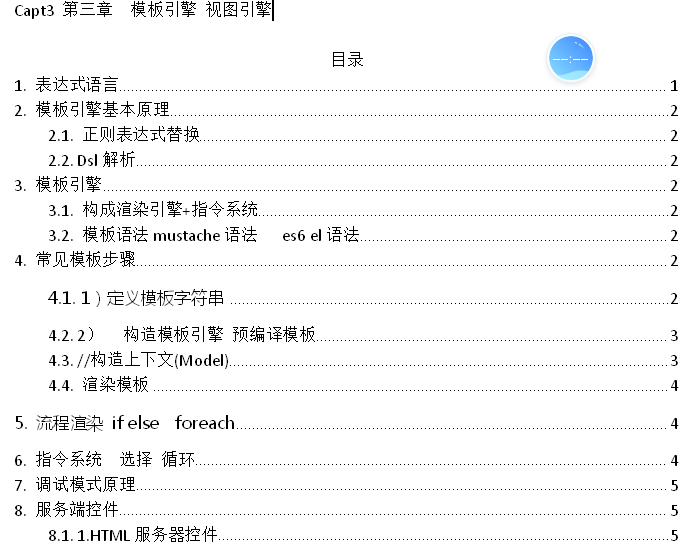 Capt3 第三章 模板引擎 视图引擎
目录
--:--
1. 表达式语言 1
2. 模板引擎基本原理 2
2.1. 正则表达式替换 2
2.2. Dsl 解析 2
3. 模板引擎 2
3.1. 构成渲染引擎+指令系统 2
3.2. 模板语法 mustache 语法 es6 el 语法 2
4. 常见模板步骤 2
4.1. 1）定义模板字符串 2
4.2. 2） 构造模板引擎 预编译模板 3
4.3. //构造上下文(Model) 3
4.4. 渲染模板 4
5. 流程渲染 if else foreach 4
6. 指令系统 选择 循环 4
7. 调试模式原理 5
8. 服务端控件 5
8.1. 1.HTML 服务器控件 5